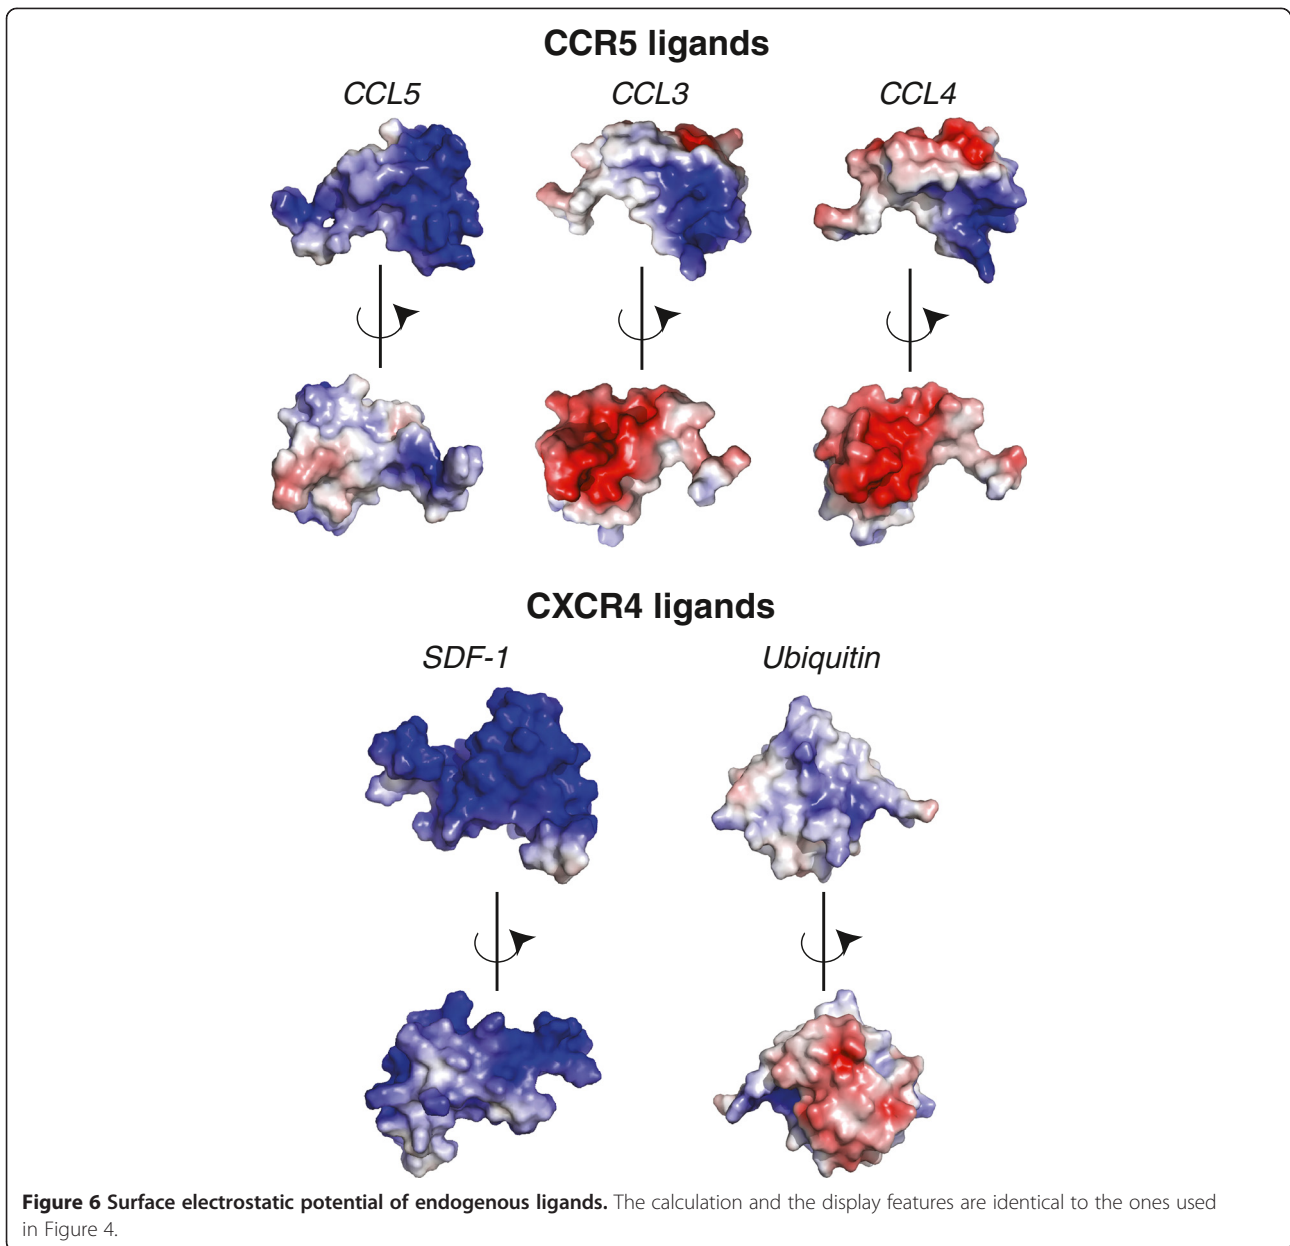 CCR5 ligands
CCL5 CCL3 CCL4
CXCR4 ligands
SDF-1 Ubiquitin
Figure 6 Surface electrostatic potential of endogenous ligands. The calculation and the display features are identical to the ones used
in Figure 4.